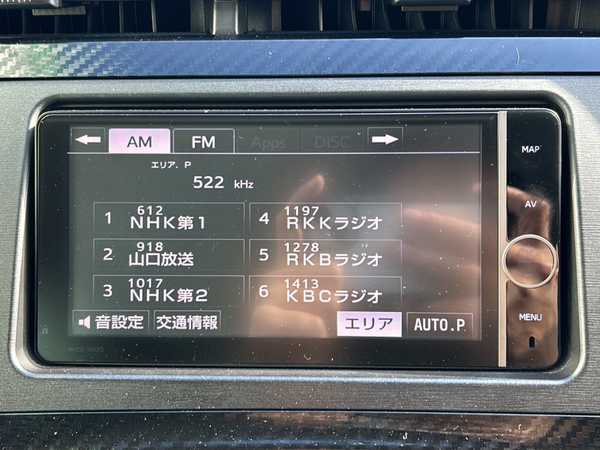 AM FM Apps DISC
エリア.P
522 kHz
1 612 NHK第1
4 1197 RKKラジオ
2 918 山口放送
5 1278 RKBラジオ
3 1017 NHK第2
6 1413 KBCラジオ
音設定 交通情報 エリア AUTO.P
MAP
AV
MENU